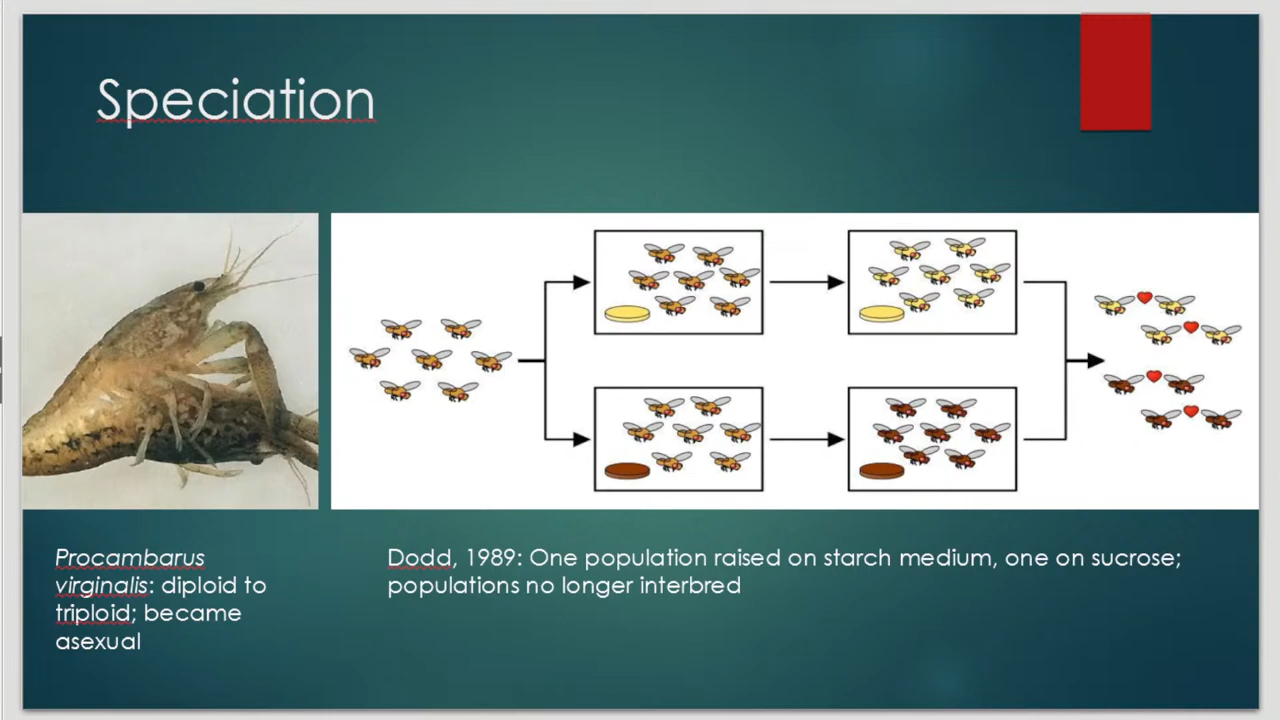 Speciation
Procambarus
virginalis: diploid to
triploid; became
asexual
Dodd, 1989: One population raised on starch medium, one on sucrose;
populations no longer interbred